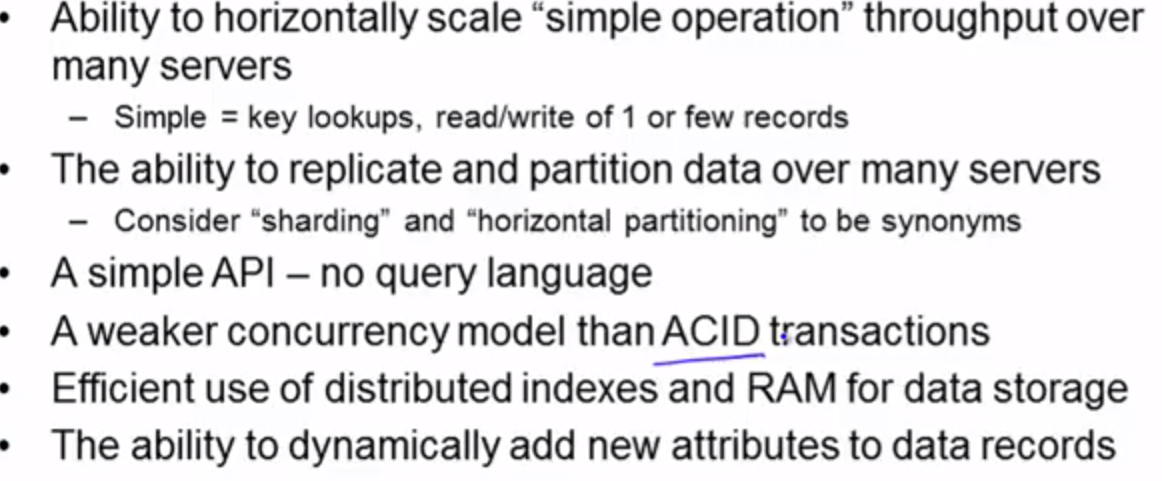 • Ability to horizontally scale “simple operation” throughput over
many servers
– Simple = key lookups, read/write of 1 or few records
• The ability to replicate and partition data over many servers
– Consider “sharding” and “horizontal partitioning” to be synonyms
• A simple API – no query language
• A weaker concurrency model than ACID transactions
• Efficient use of distributed indexes and RAM for data storage
• The ability to dynamically add new attributes to data records